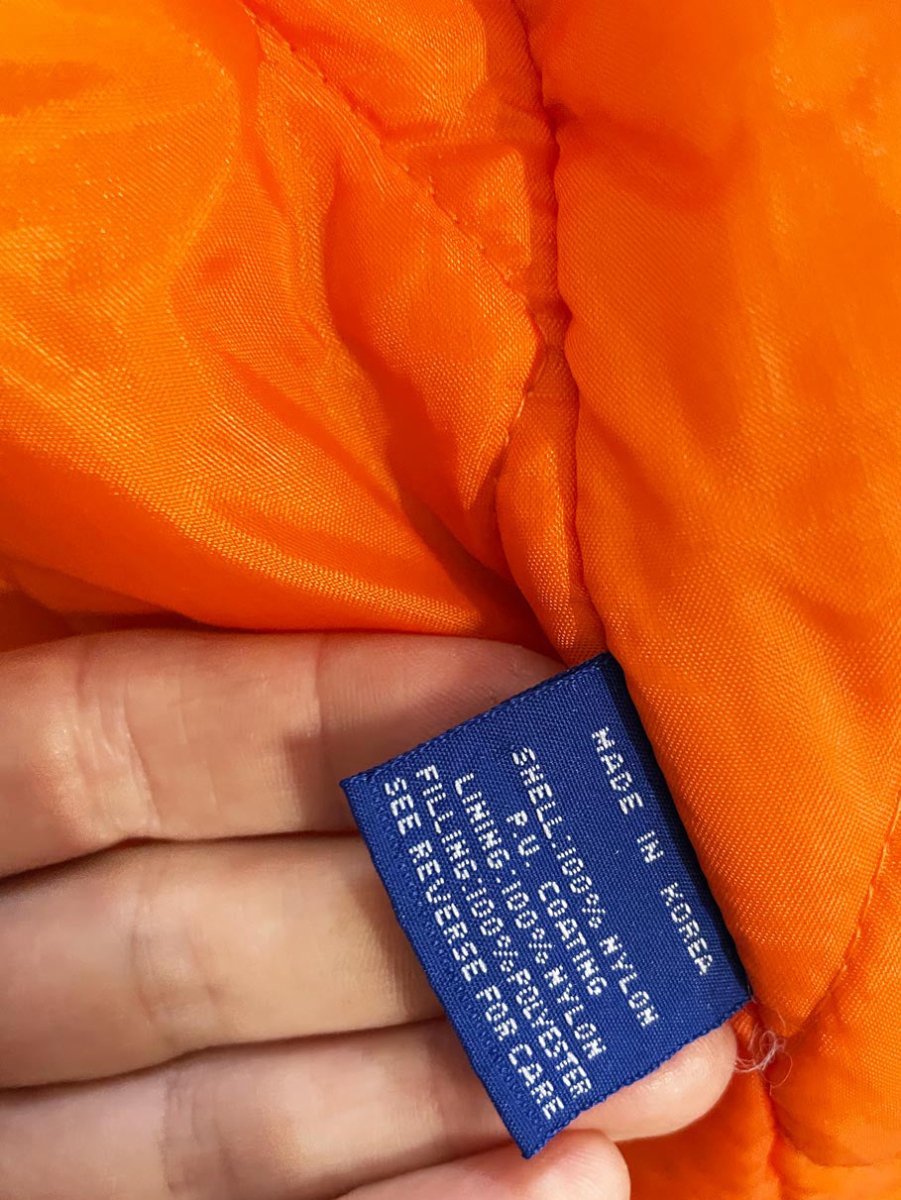 MADE IN KOREA
SHELL:100% NYLON
P.U. COATING
LINING:100% NYLON
FILLING:100%POLYESTER
SEE REVERSE FOR CARE